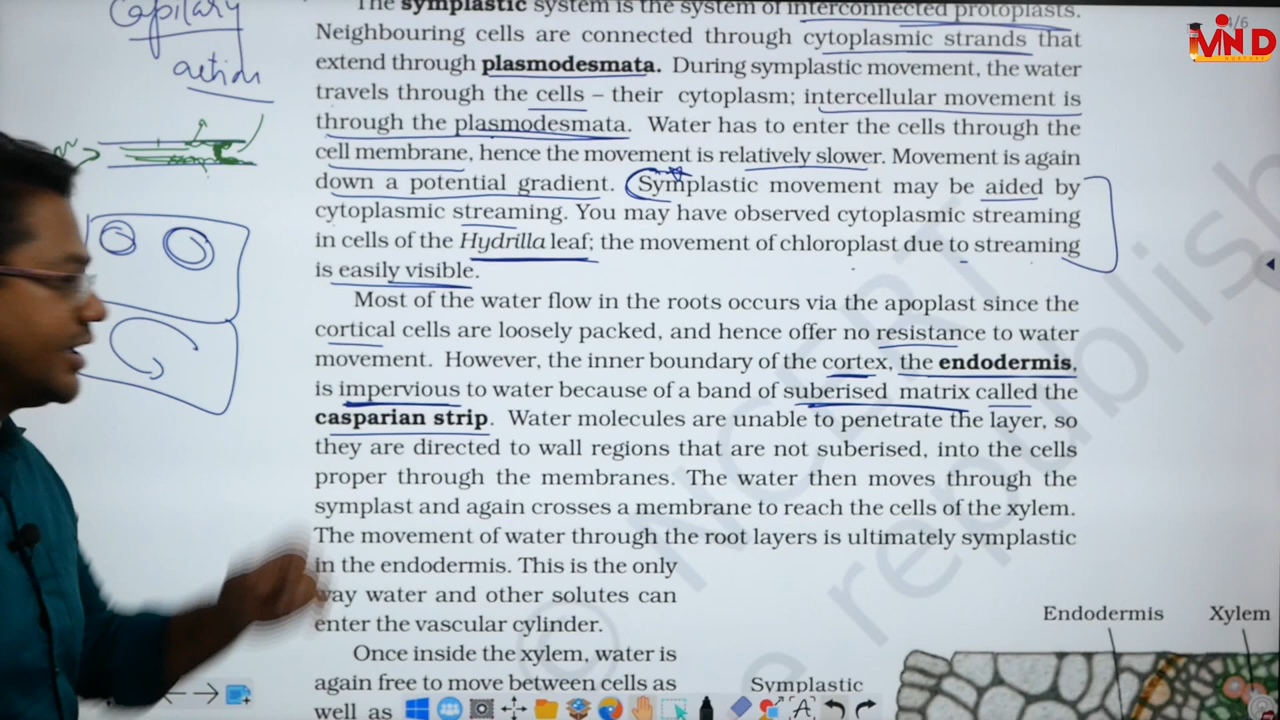 Capilary
action
The symplastic system is the system of interconnected protoplasts.
Neighbouring cells are connected through cytoplasmic strands that
extend through plasmodesmata. During symplastic movement, the water
travels through the cells – their cytoplasm; intercellular movement is
through the plasmodesmata. Water has to enter the cells through the
cell membrane, hence the movement is relatively slower. Movement is again
down a potential gradient. Symplastic movement may be aided by
cytoplasmic streaming. You may have observed cytoplasmic streaming
in cells of the Hydrilla leaf; the movement of chloroplast due to streaming
is easily visible.
Most of the water flow in the roots occurs via the apoplast since the
cortical cells are loosely packed, and hence offer no resistance to water
movement. However, the inner boundary of the cortex, the endodermis,
is impervious to water because of a band of suberised matrix called the
casparian strip. Water molecules are unable to penetrate the layer, so
they are directed to wall regions that are not suberised, into the cells
proper through the membranes. The water then moves through the
symplast and again crosses a membrane to reach the cells of the xylem.
The movement of water through the root layers is ultimately symplastic
in the endodermis. This is the only
way water and other solutes can
enter the vascular cylinder.
Once inside the xylem, water is
again free to move between cells as
well as
Endodermis
Xylem
Symplastic
/6
MIND
© NCERT
republish